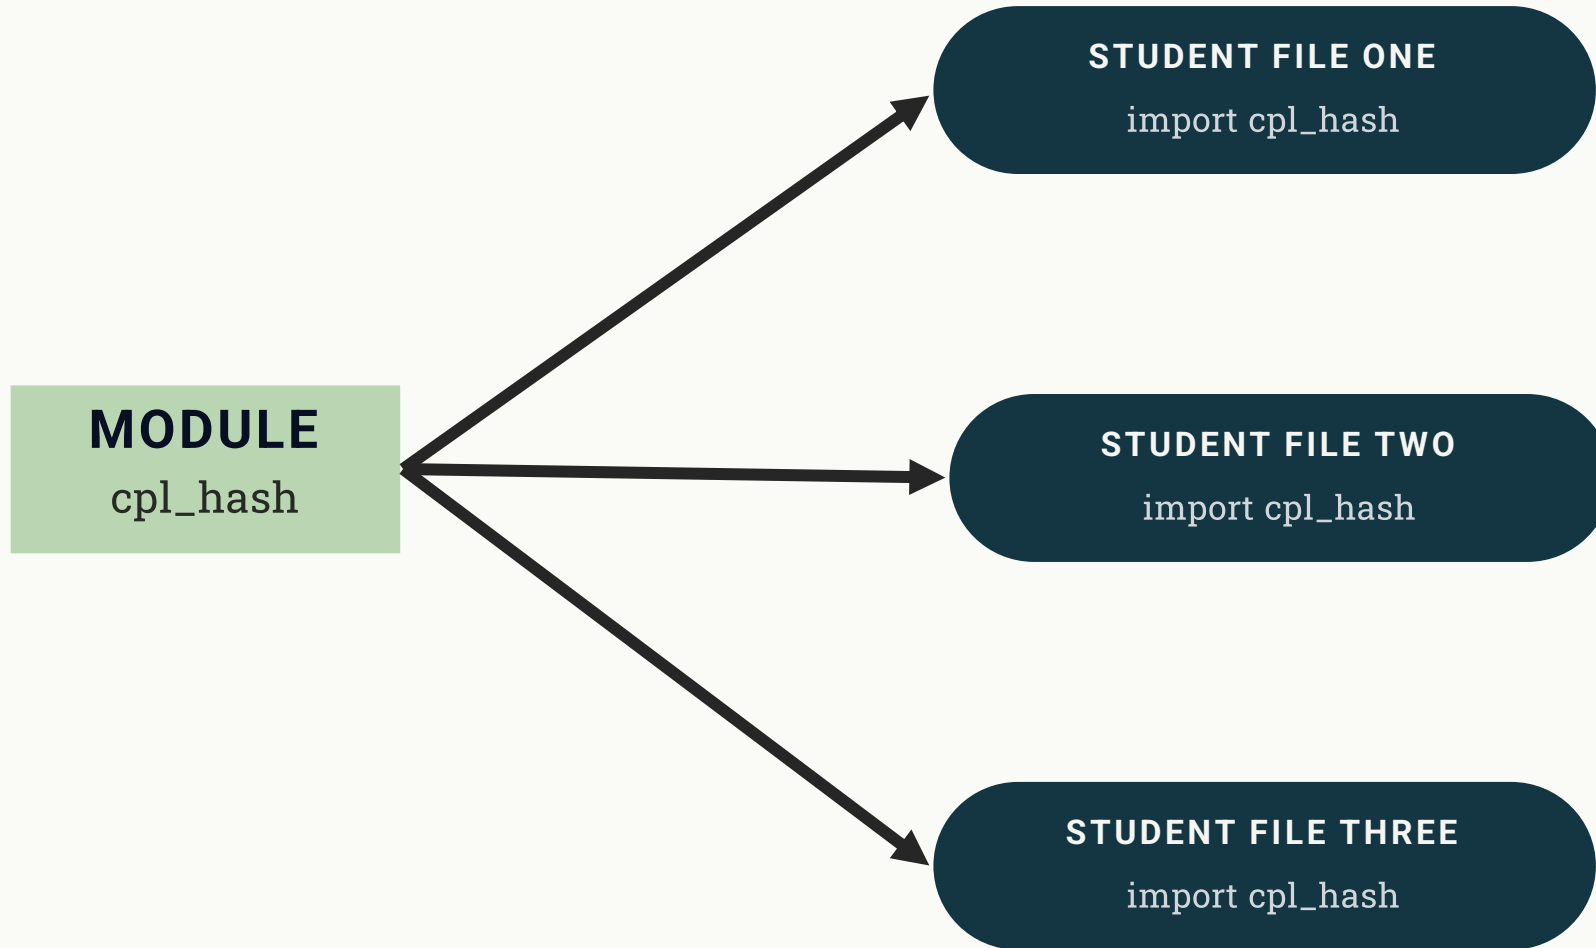 MODULE
cpl_hash
STUDENT FILE ONE
import cpl_hash
STUDENT FILE TWO
import cpl_hash
STUDENT FILE THREE
import cpl_hash